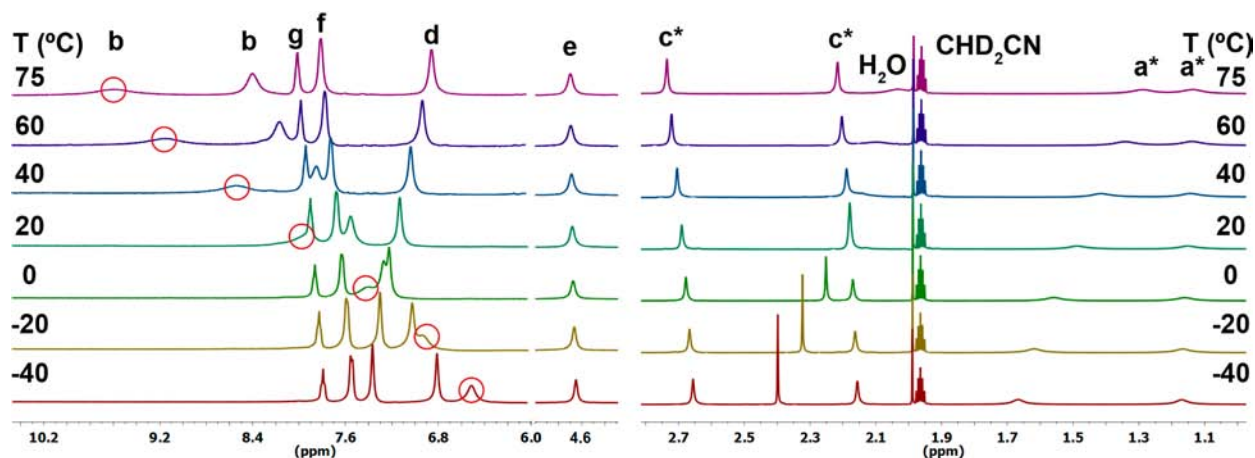 T (ºC) b b g f d e c* c* H₂O CHD₂CN a* a* T (ºC)
75 75
60 60
40 40
20 20
0 0
-20 -20
-40 -40
10.2 9.2 8.4 7.6 6.8 6.0 4.6 2.7 2.5 2.3 2.1 1.9 1.7 1.5 1.3 1.1
(ppm) (ppm)